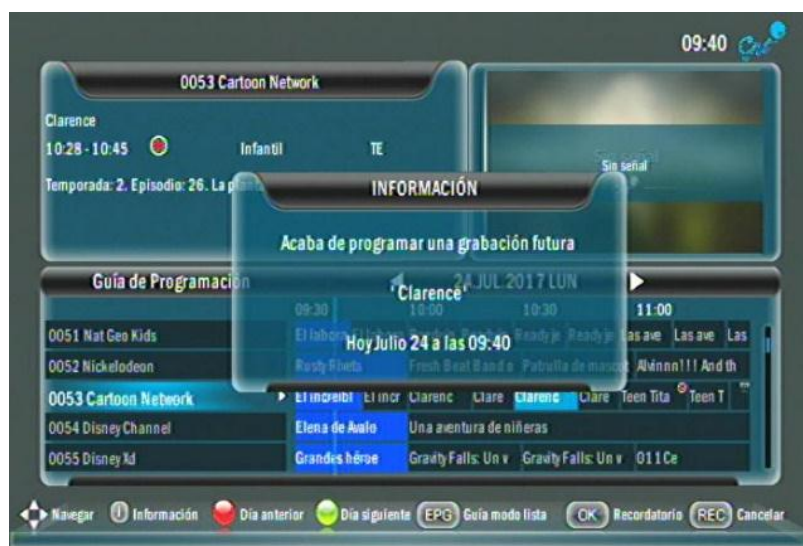 09:40
0053 Cartoon Network
Clarence
10:28 - 10:45 Infantil TE
Sin señal
Temporada: 2. Episodio: 26. La
INFORMACIÓN
Acaba de programar una grabación futura
'Clarence'
Hoy Julio 24 a las 09:40
Guía de Programación 24 JUL 2017 LUN
09:30 10:00 10:30 11:00
0051 Nat Geo Kids El labora Ready je Ready je Las ave Las ave Las
0052 Nickelodeon Rusty Rivets Fresh Beat Band o Patrulla de mascot Alvinnn!!! And th
0053 Cartoon Network El increíbl El incr Clarenc Clare Clarenc Clare Teen Tita Teen T
0054 Disney Channel Elena de Avalo Una aventura de niñeras
0055 Disney Xd Grandes héroe Gravity Falls: Un v Gravity Falls: Un v 011Ce
Navegar Información Día anterior Día siguiente EPG Guía modo lista OK Recordatorio REC Cancelar